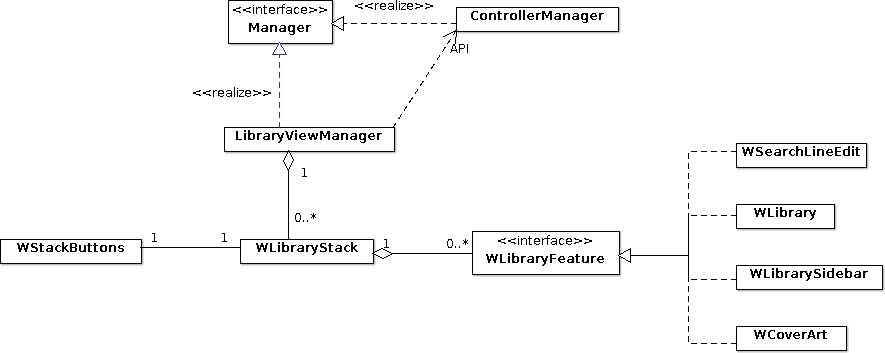 <<interface>>
Manager
<<realize>>
ControllerManager
API
<<realize>>
LibraryViewManager
1
0..*
WStackButtons
1
1
WLibraryStack
1
0..*
<<interface>>
WLibraryFeature
WSearchLineEdit
WLibrary
WLibrarySidebar
WCoverArt